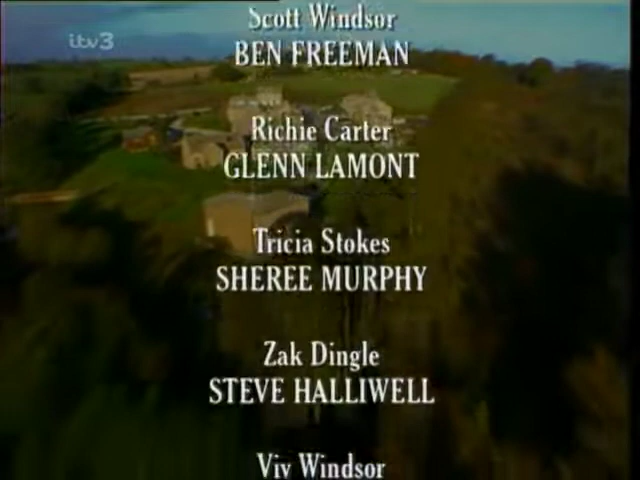 itv3
Scott Windsor
BEN FREEMAN
Richie Carter
GLENN LAMONT
Tricia Stokes
SHEREE MURPHY
Zak Dingle
STEVE HALLIWELL
Viv Windsor